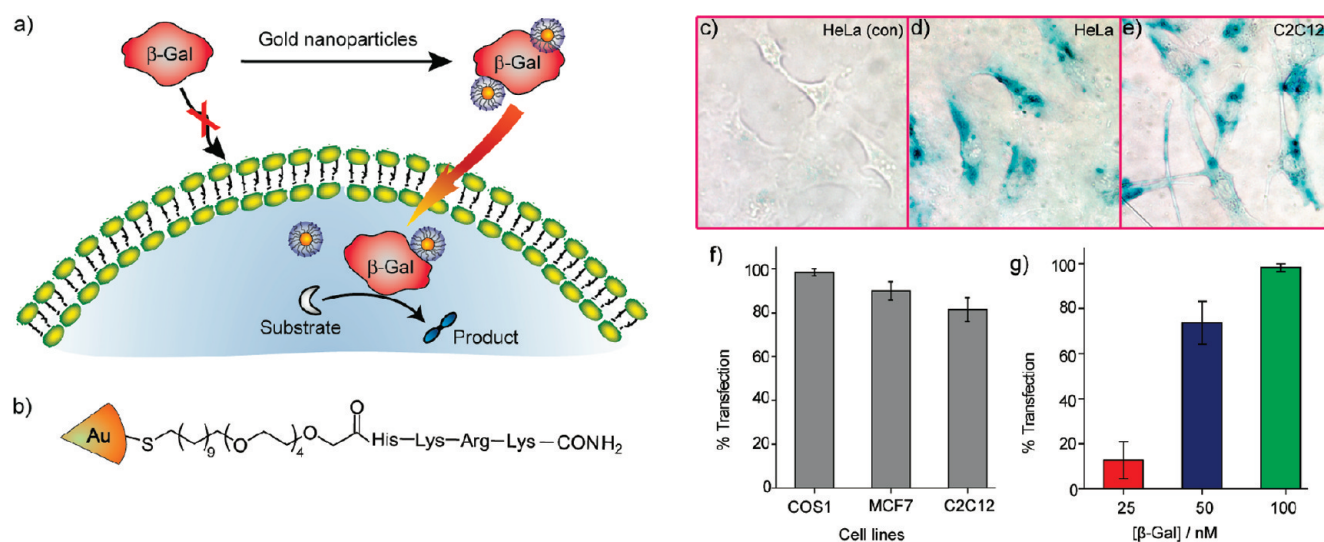 a)
β-Gal
Gold nanoparticles
β-Gal
β-Gal
Substrate
Product
b)
Au
S
9
O
4
O
O
His–Lys–Arg–Lys–CONH₂
c)
HeLa (con)
d)
HeLa
e)
C2C12
f)
% Transfection
100
80
60
40
20
0
COS1 MCF7 C2C12
Cell lines
g)
% Transfection
100
80
60
40
20
0
25 50 100
[β-Gal] / nM